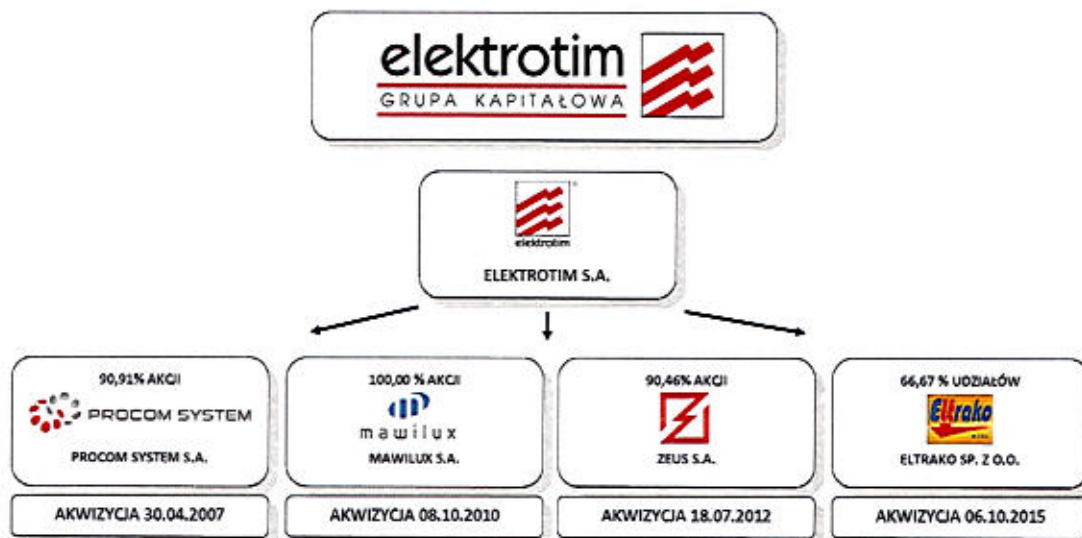 elektrotim
GRUPA KAPITAŁOWA
elektrotim
ELEKTROTIM S.A.
90,91% AKCJI
PROCOM SYSTEM
PROCOM SYSTEM S.A.
AKWIZYCJA 30.04.2007
100,00 % AKCJI
mawilux
MAWILUX S.A.
AKWIZYCJA 08.10.2010
90,46% AKCJI
ZEUS S.A.
AKWIZYCJA 18.07.2012
66,67 % UDZIAŁÓW
Eltrako
ELTRAKO SP. Z O.O.
AKWIZYCJA 06.10.2015